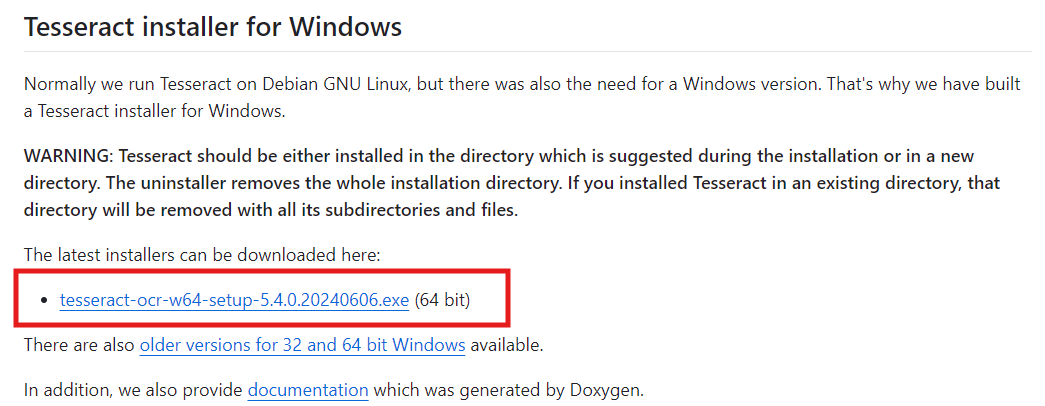 Tesseract installer for Windows
Normally we run Tesseract on Debian GNU Linux, but there was also the need for a Windows version. That's why we have built
a Tesseract installer for Windows.
WARNING: Tesseract should be either installed in the directory which is suggested during the installation or in a new
directory. The uninstaller removes the whole installation directory. If you installed Tesseract in an existing directory, that
directory will be removed with all its subdirectories and files.
The latest installers can be downloaded here:
• tesseract-ocr-w64-setup-5.4.0.20240606.exe (64 bit)
There are also older versions for 32 and 64 bit Windows available.
In addition, we also provide documentation which was generated by Doxygen.